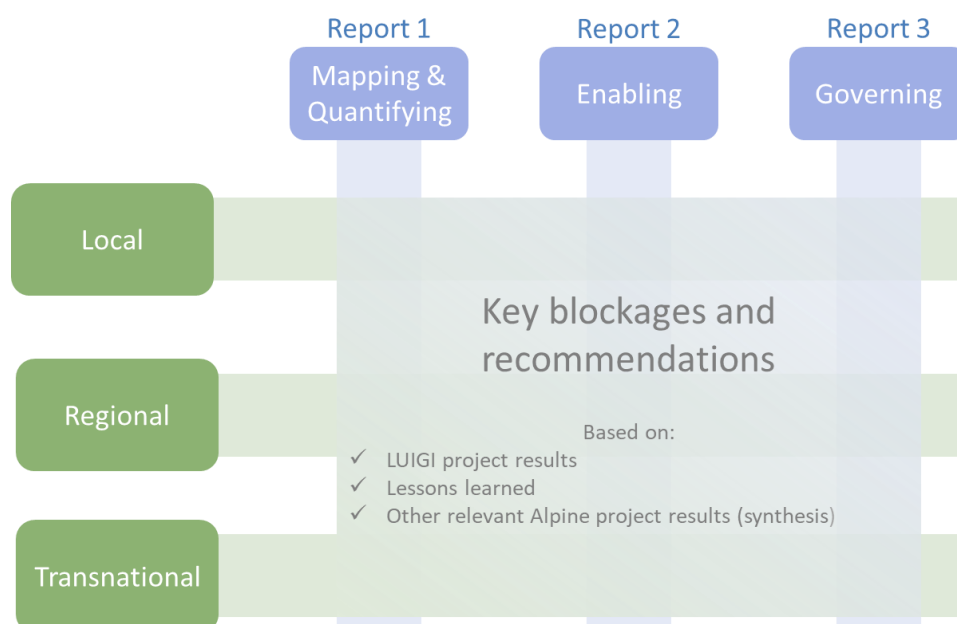 Report 1
Report 2
Report 3
Mapping &
Quantifying
Enabling
Governing
Local
Regional
Transnational
Key blockages and
recommendations
Based on:
✓ LUIGI project results
✓ Lessons learned
✓ Other relevant Alpine project results (synthesis)